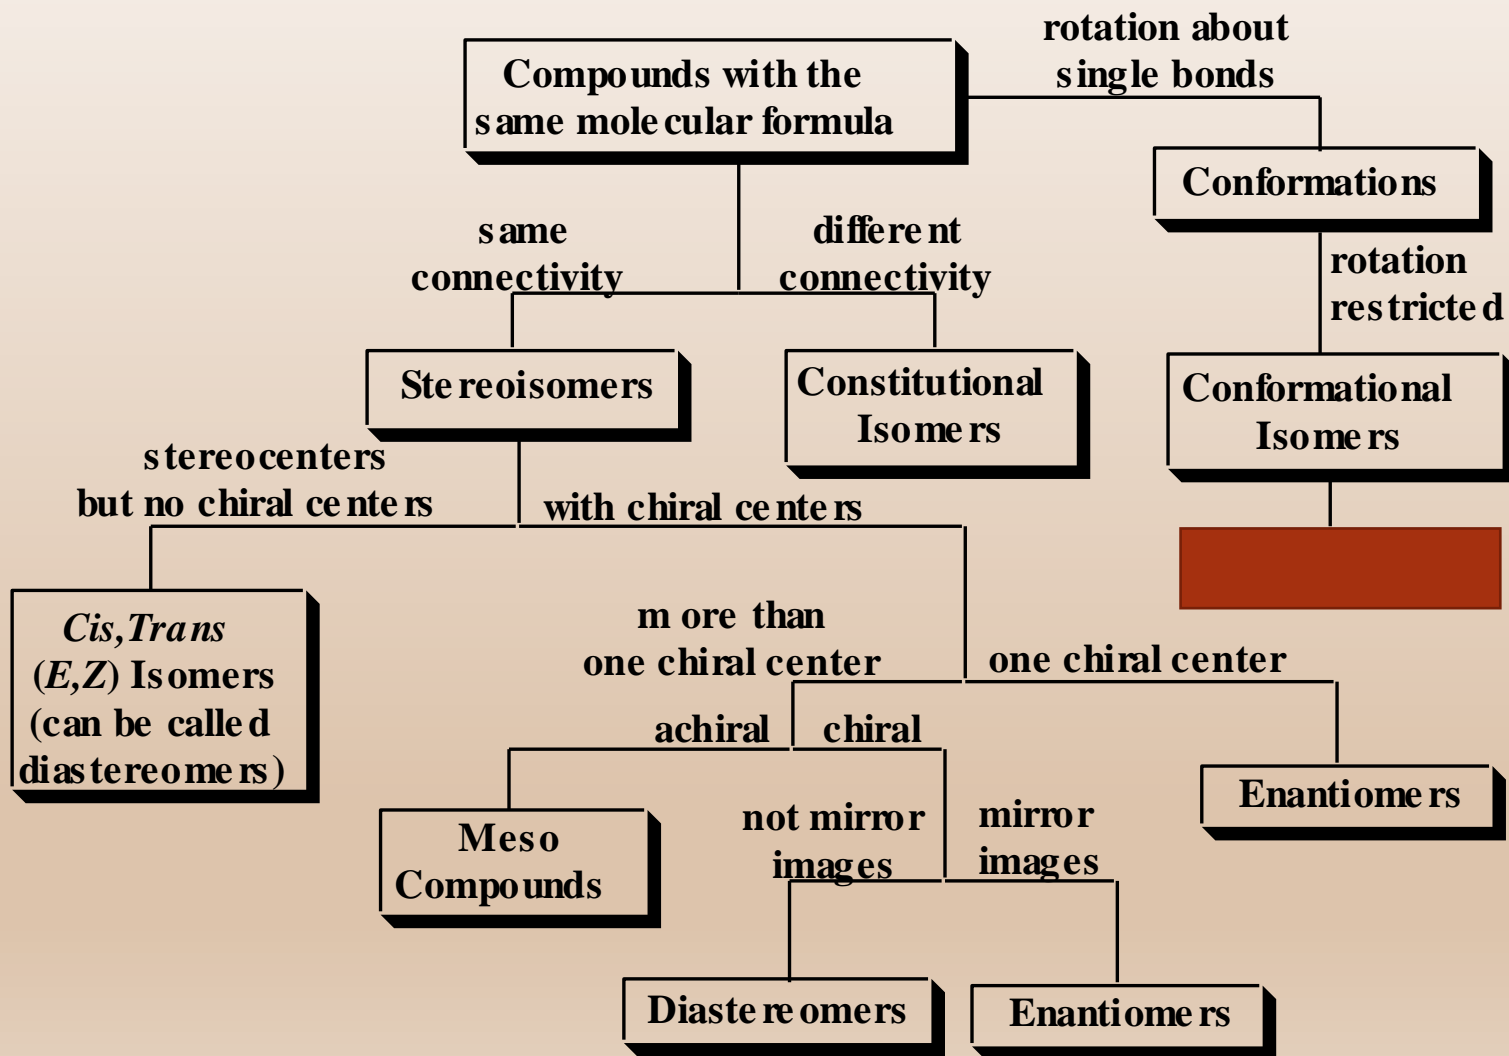 rotation about
single bonds
Compounds with the
same molecular formula
Conformations
same
connectivity
different
connectivity
rotation
restricted
Stereoisomers
Constitutional
Isomers
Conformational
Isomers
stereocenters
but no chiral centers
with chiral centers
Cis,Trans
(E,Z) Isomers
(can be called
diastereomers)
more than
one chiral center
one chiral center
achiral
chiral
Meso
Compounds
not mirror
images
mirror
images
Enantiomers
Diastereomers
Enantiomers